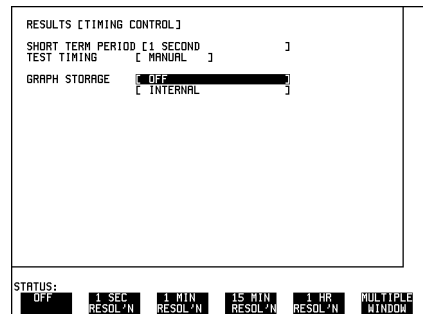 RESULTS [TIMING CONTROL]
SHORT TERM PERIOD [1 SECOND ]
TEST TIMING [ MANUAL ]
GRAPH STORAGE [ OFF ]
[ INTERNAL ]
STATUS:
OFF 1 SEC RESOL'N 1 MIN RESOL'N 15 MIN RESOL'N 1 HR RESOL'N MULTIPLE WINDOW